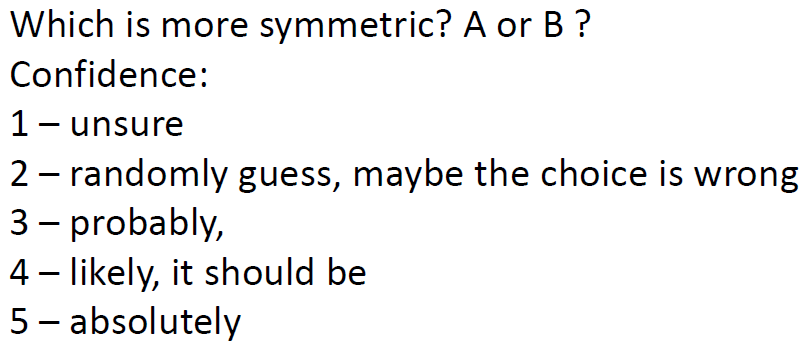 Which is more symmetric? A or B ?
Confidence:
1 – unsure
2 – randomly guess, maybe the choice is wrong
3 – probably,
4 – likely, it should be
5 – absolutely